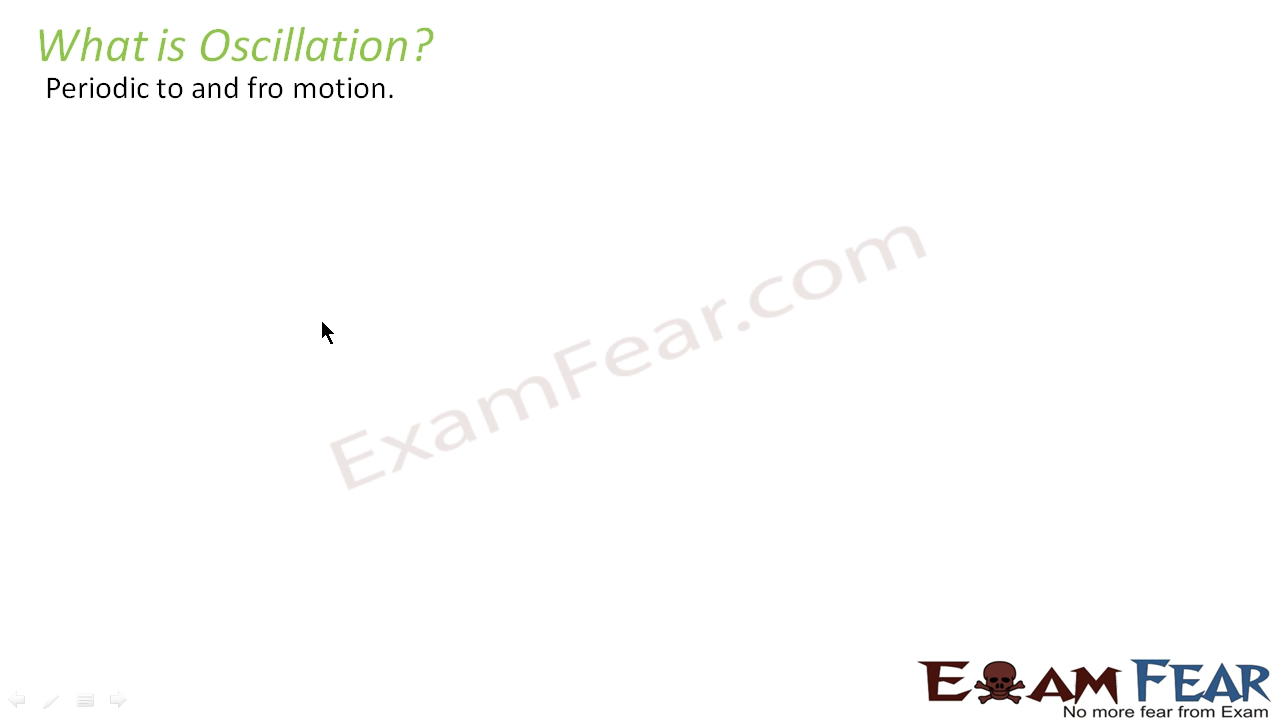 What is Oscillation?
Periodic to and fro motion.
ExamFear.com
EXAM FEAR
No more fear from Exam